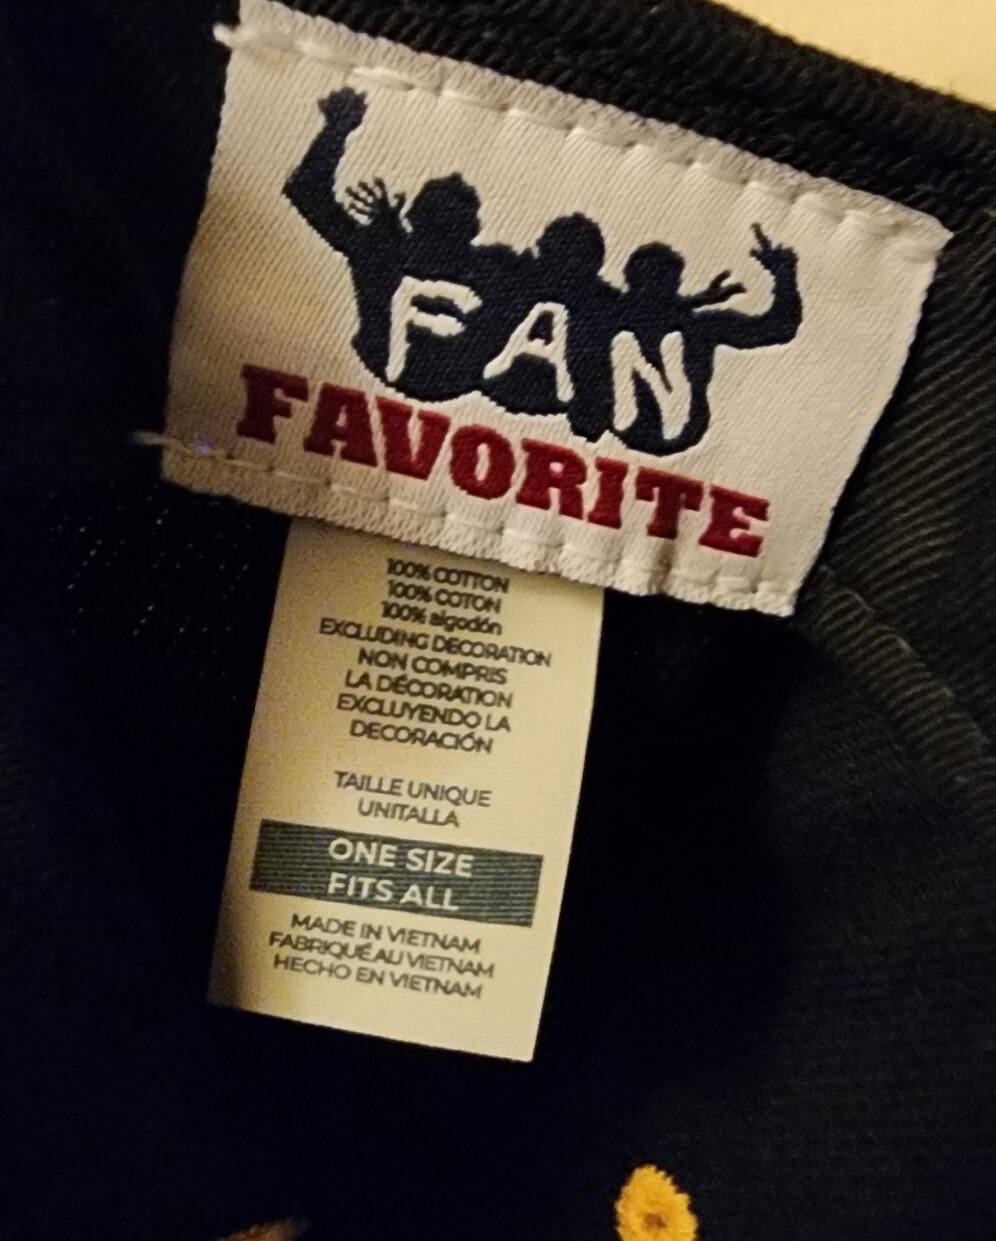 FAN
FAVORITE
100% COTTON
100% COTON
100% algodón
EXCLUDING DECORATION
NON COMPRIS
LA DÉCORATION
EXCLUYENDO LA
DECORACIÓN
TAILLE UNIQUE
UNITALLA
ONE SIZE
FITS ALL
MADE IN VIETNAM
FABRIQUÉ AU VIETNAM
HECHO EN VIETNAM